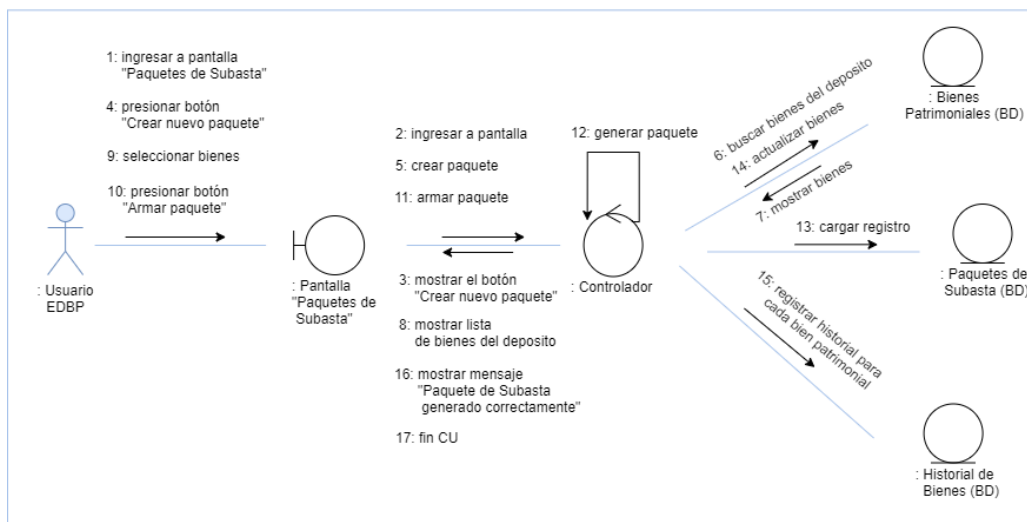 1: ingresar a pantalla
"Paquetes de Subasta"
4: presionar botón
"Crear nuevo paquete"
9: seleccionar bienes
10: presionar botón
"Armar paquete"
: Usuario
EDBP
: Pantalla
"Paquetes de
Subasta"
2: ingresar a pantalla
5: crear paquete
11: armar paquete
3: mostrar el botón
"Crear nuevo paquete"
8: mostrar lista
de bienes del deposito
16: mostrar mensaje
"Paquete de Subasta
generado correctamente"
17: fin CU
12: generar paquete
: Controlador
6: buscar bienes del deposito
14: actualizar bienes
7: mostrar bienes
: Bienes
Patrimoniales (BD)
13: cargar registro
: Paquetes de
Subasta (BD)
15: registrar historial para
cada bien patrimonial
: Historial de
Bienes (BD)